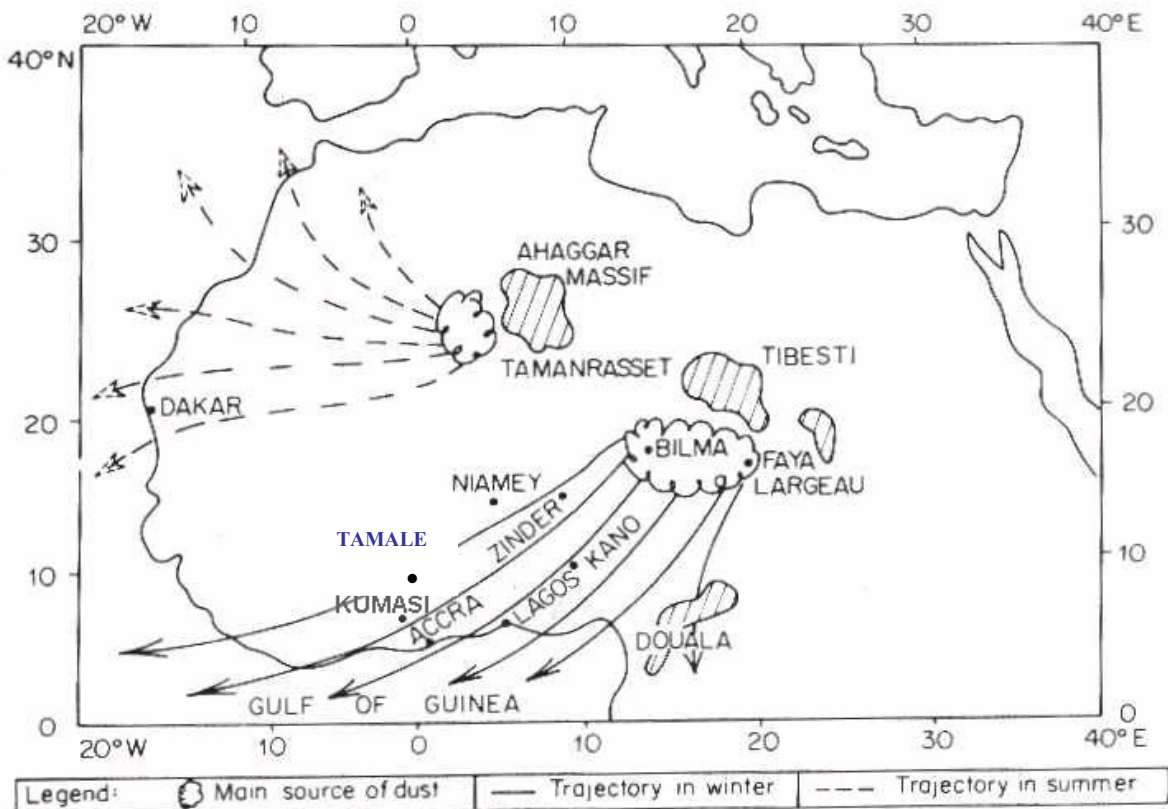 20°W 10 0 10 20 30 40°E
40°N
30 30
AHAGGAR
MASSIF
TAMANRASSET
TIBESTI
DAKAR
20 20
BILMA
FAYA
LARGEAU
NIAMEY
ZINDER
TAMALE
KANO
10 10
KUMASI
ACCRA
LAGOS
DOUALA
GULF OF GUINEA
0 0
20°W 10 0 10 20 30 40°E
Legend: Main source of dust Trajectory in winter Trajectory in summer